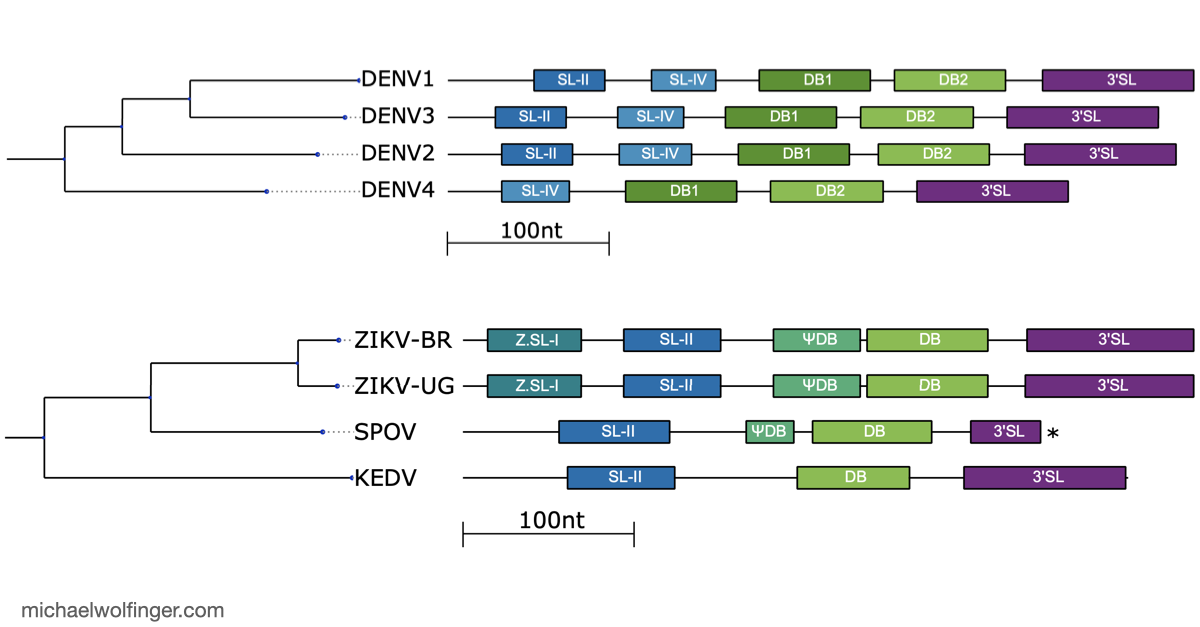 DENV1 SL-II SL-IV DB1 DB2 3'SL
DENV3 SL-II SL-IV DB1 DB2 3'SL
DENV2 SL-II SL-IV DB1 DB2 3'SL
DENV4 SL-IV DB1 DB2 3'SL
100nt
ZIKV-BR Z.SL-I SL-II ΨDB DB 3'SL
ZIKV-UG Z.SL-I SL-II ΨDB DB 3'SL
SPOV SL-II ΨDB DB 3'SL *
KEDV SL-II DB 3'SL
100nt
michaelwolfinger.com